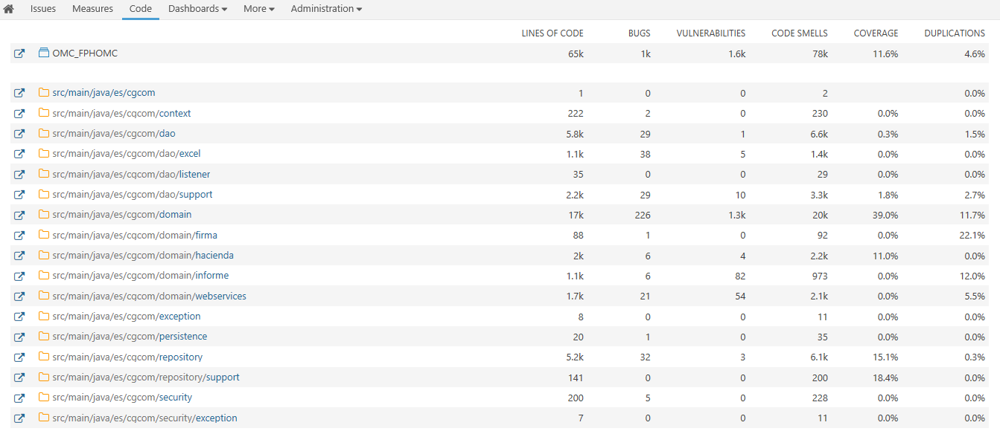 Issues Measures Code Dashboards More Administration
LINES OF CODE BUGS VULNERABILITIES CODE SMELLS COVERAGE DUPLICATIONS
OMC_FPHOMC 65k 1k 1.6k 78k 11.6% 4.6%
src/main/java/es/cgcom 1 0 0 2 0.0%
src/main/java/es/cgcom/context 222 2 0 230 0.0% 0.0%
src/main/java/es/cgcom/dao 5.8k 29 1 6.6k 0.3% 1.5%
src/main/java/es/cgcom/dao/excel 1.1k 38 5 1.4k 0.0% 0.0%
src/main/java/es/cgcom/dao/listener 35 0 0 29 0.0% 0.0%
src/main/java/es/cgcom/dao/support 2.2k 29 10 3.3k 1.8% 2.7%
src/main/java/es/cgcom/domain 17k 226 1.3k 20k 39.0% 11.7%
src/main/java/es/cgcom/domain/firma 88 1 0 92 0.0% 22.1%
src/main/java/es/cgcom/domain/hacienda 2k 6 4 2.2k 11.0% 0.0%
src/main/java/es/cgcom/domain/informe 1.1k 6 82 973 0.0% 12.0%
src/main/java/es/cgcom/domain/webservices 1.7k 21 54 2.1k 0.0% 5.5%
src/main/java/es/cgcom/exception 8 0 0 11 0.0% 0.0%
src/main/java/es/cgcom/persistence 20 1 0 35 0.0% 0.0%
src/main/java/es/cgcom/repository 5.2k 32 3 6.1k 15.1% 0.3%
src/main/java/es/cgcom/repository/support 141 0 0 200 18.4% 0.0%
src/main/java/es/cgcom/security 200 5 0 228 0.0% 0.0%
src/main/java/es/cgcom/security/exception 7 0 0 11 0.0% 0.0%